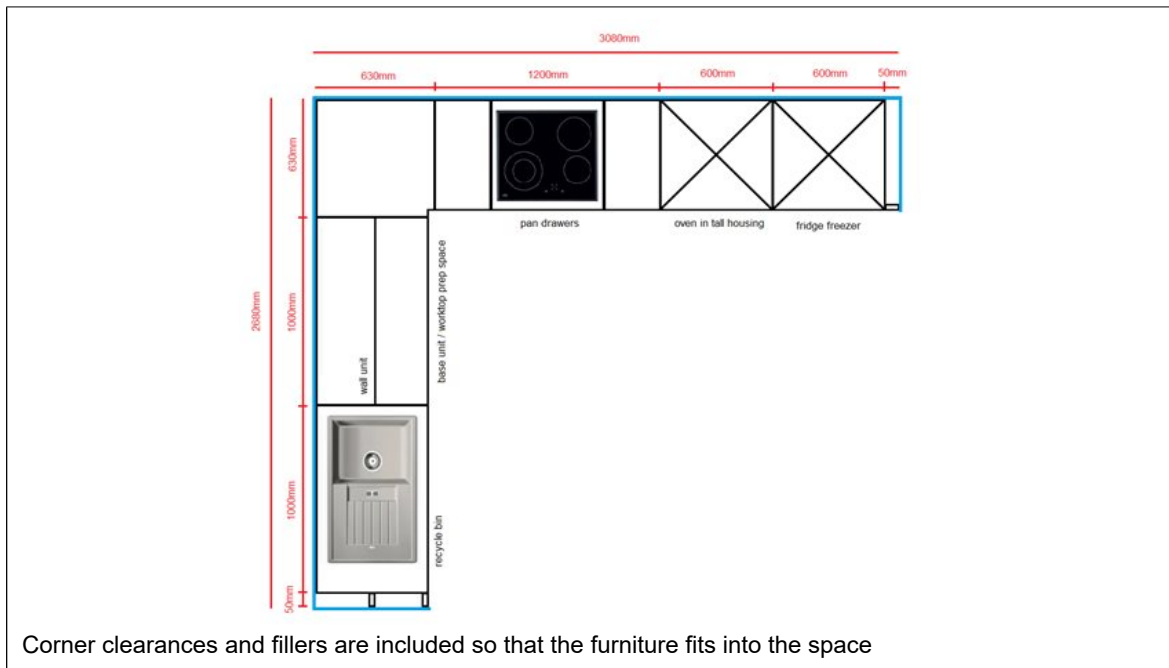 3080mm
630mm 1200mm 600mm 600mm 50mm
2680mm
630mm
1000mm
1000mm
50mm
pan drawers
oven in tall housing
fridge freezer
wall unit
base unit / worktop prep space
recycle bin
Corner clearances and fillers are included so that the furniture fits into the space